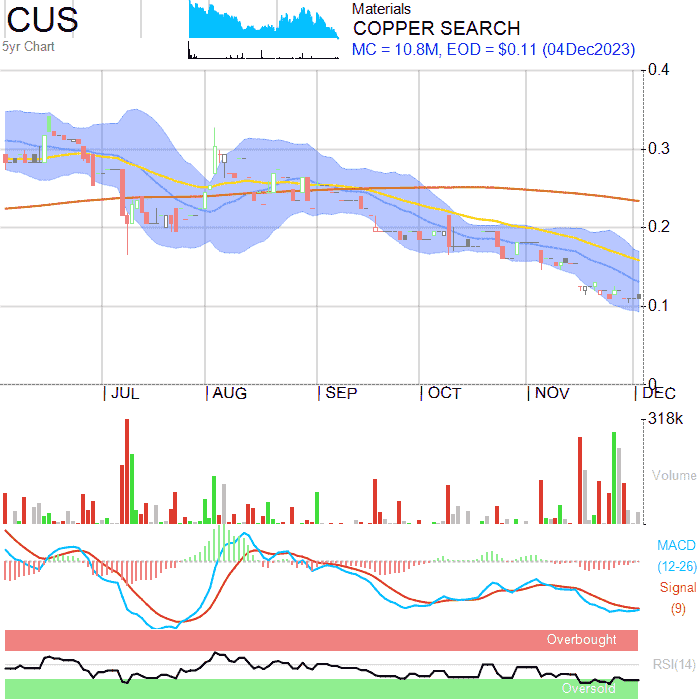 CUS
5yr Chart
Materials
COPPER SEARCH
MC = 10.8M, EOD = $0.11 (04Dec2023)
0.4
0.3
0.2
0.1
0
JUL
AUG
SEP
OCT
NOV
DEC
318k
Volume
MACD
(12-26)
Signal
(9)
Overbought
RSI(14)
Oversold